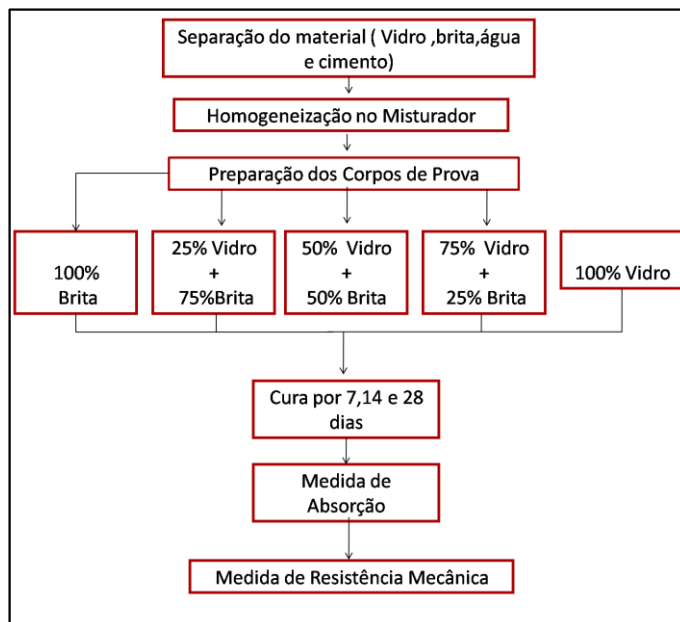 Separação do material ( Vidro ,brita,água
e cimento)
Homogeneização no Misturador
Preparação dos Corpos de Prova
100%
Brita
25% Vidro
+
75%Brita
50% Vidro
+
50% Brita
75% Vidro
+
25% Brita
100% Vidro
Cura por 7,14 e 28
dias
Medida de
Absorção
Medida de Resistência Mecânica